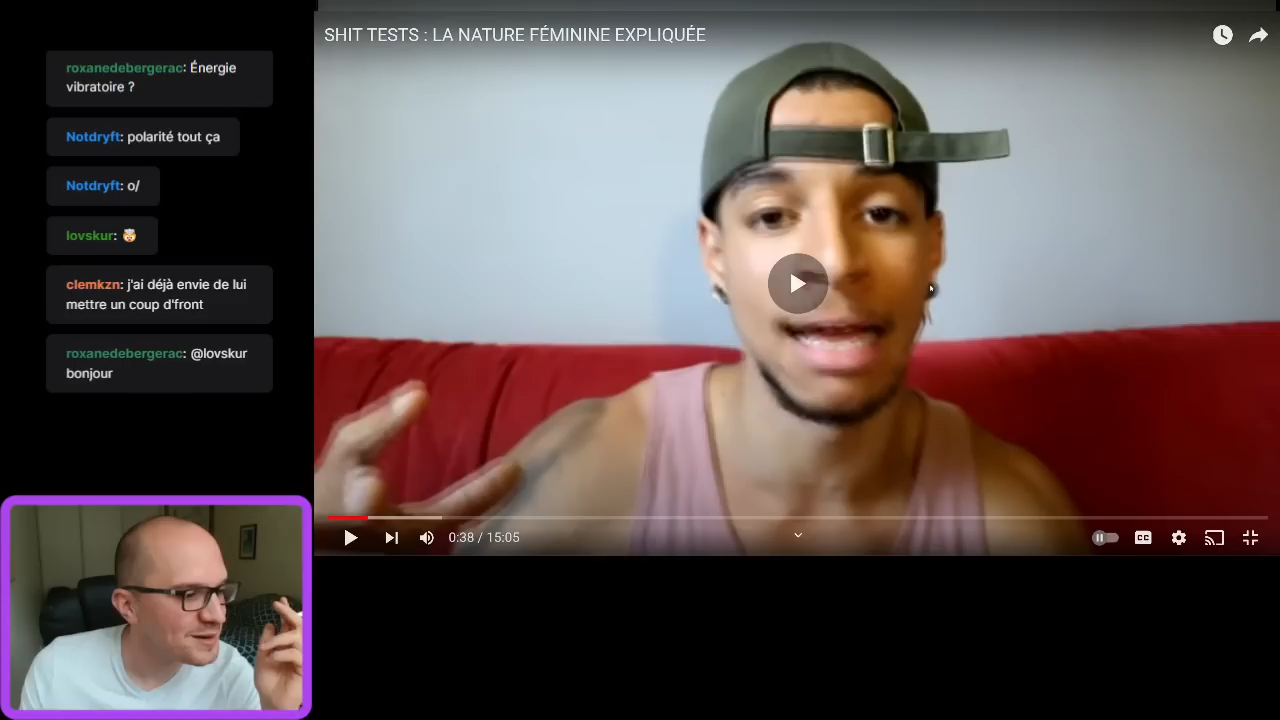 SHIT TESTS : LA NATURE FÉMININE EXPLIQUÉE
roxanedebergerac: Énergie
vibratoire ?
Notdryft: polarité tout ça
Notdryft: o/
lovskur: 🤯
clemkzn: j'ai déjà envie de lui
mettre un coup d'front
roxanedebergerac: @lovskur
bonjour
0:38 / 15:05
CC